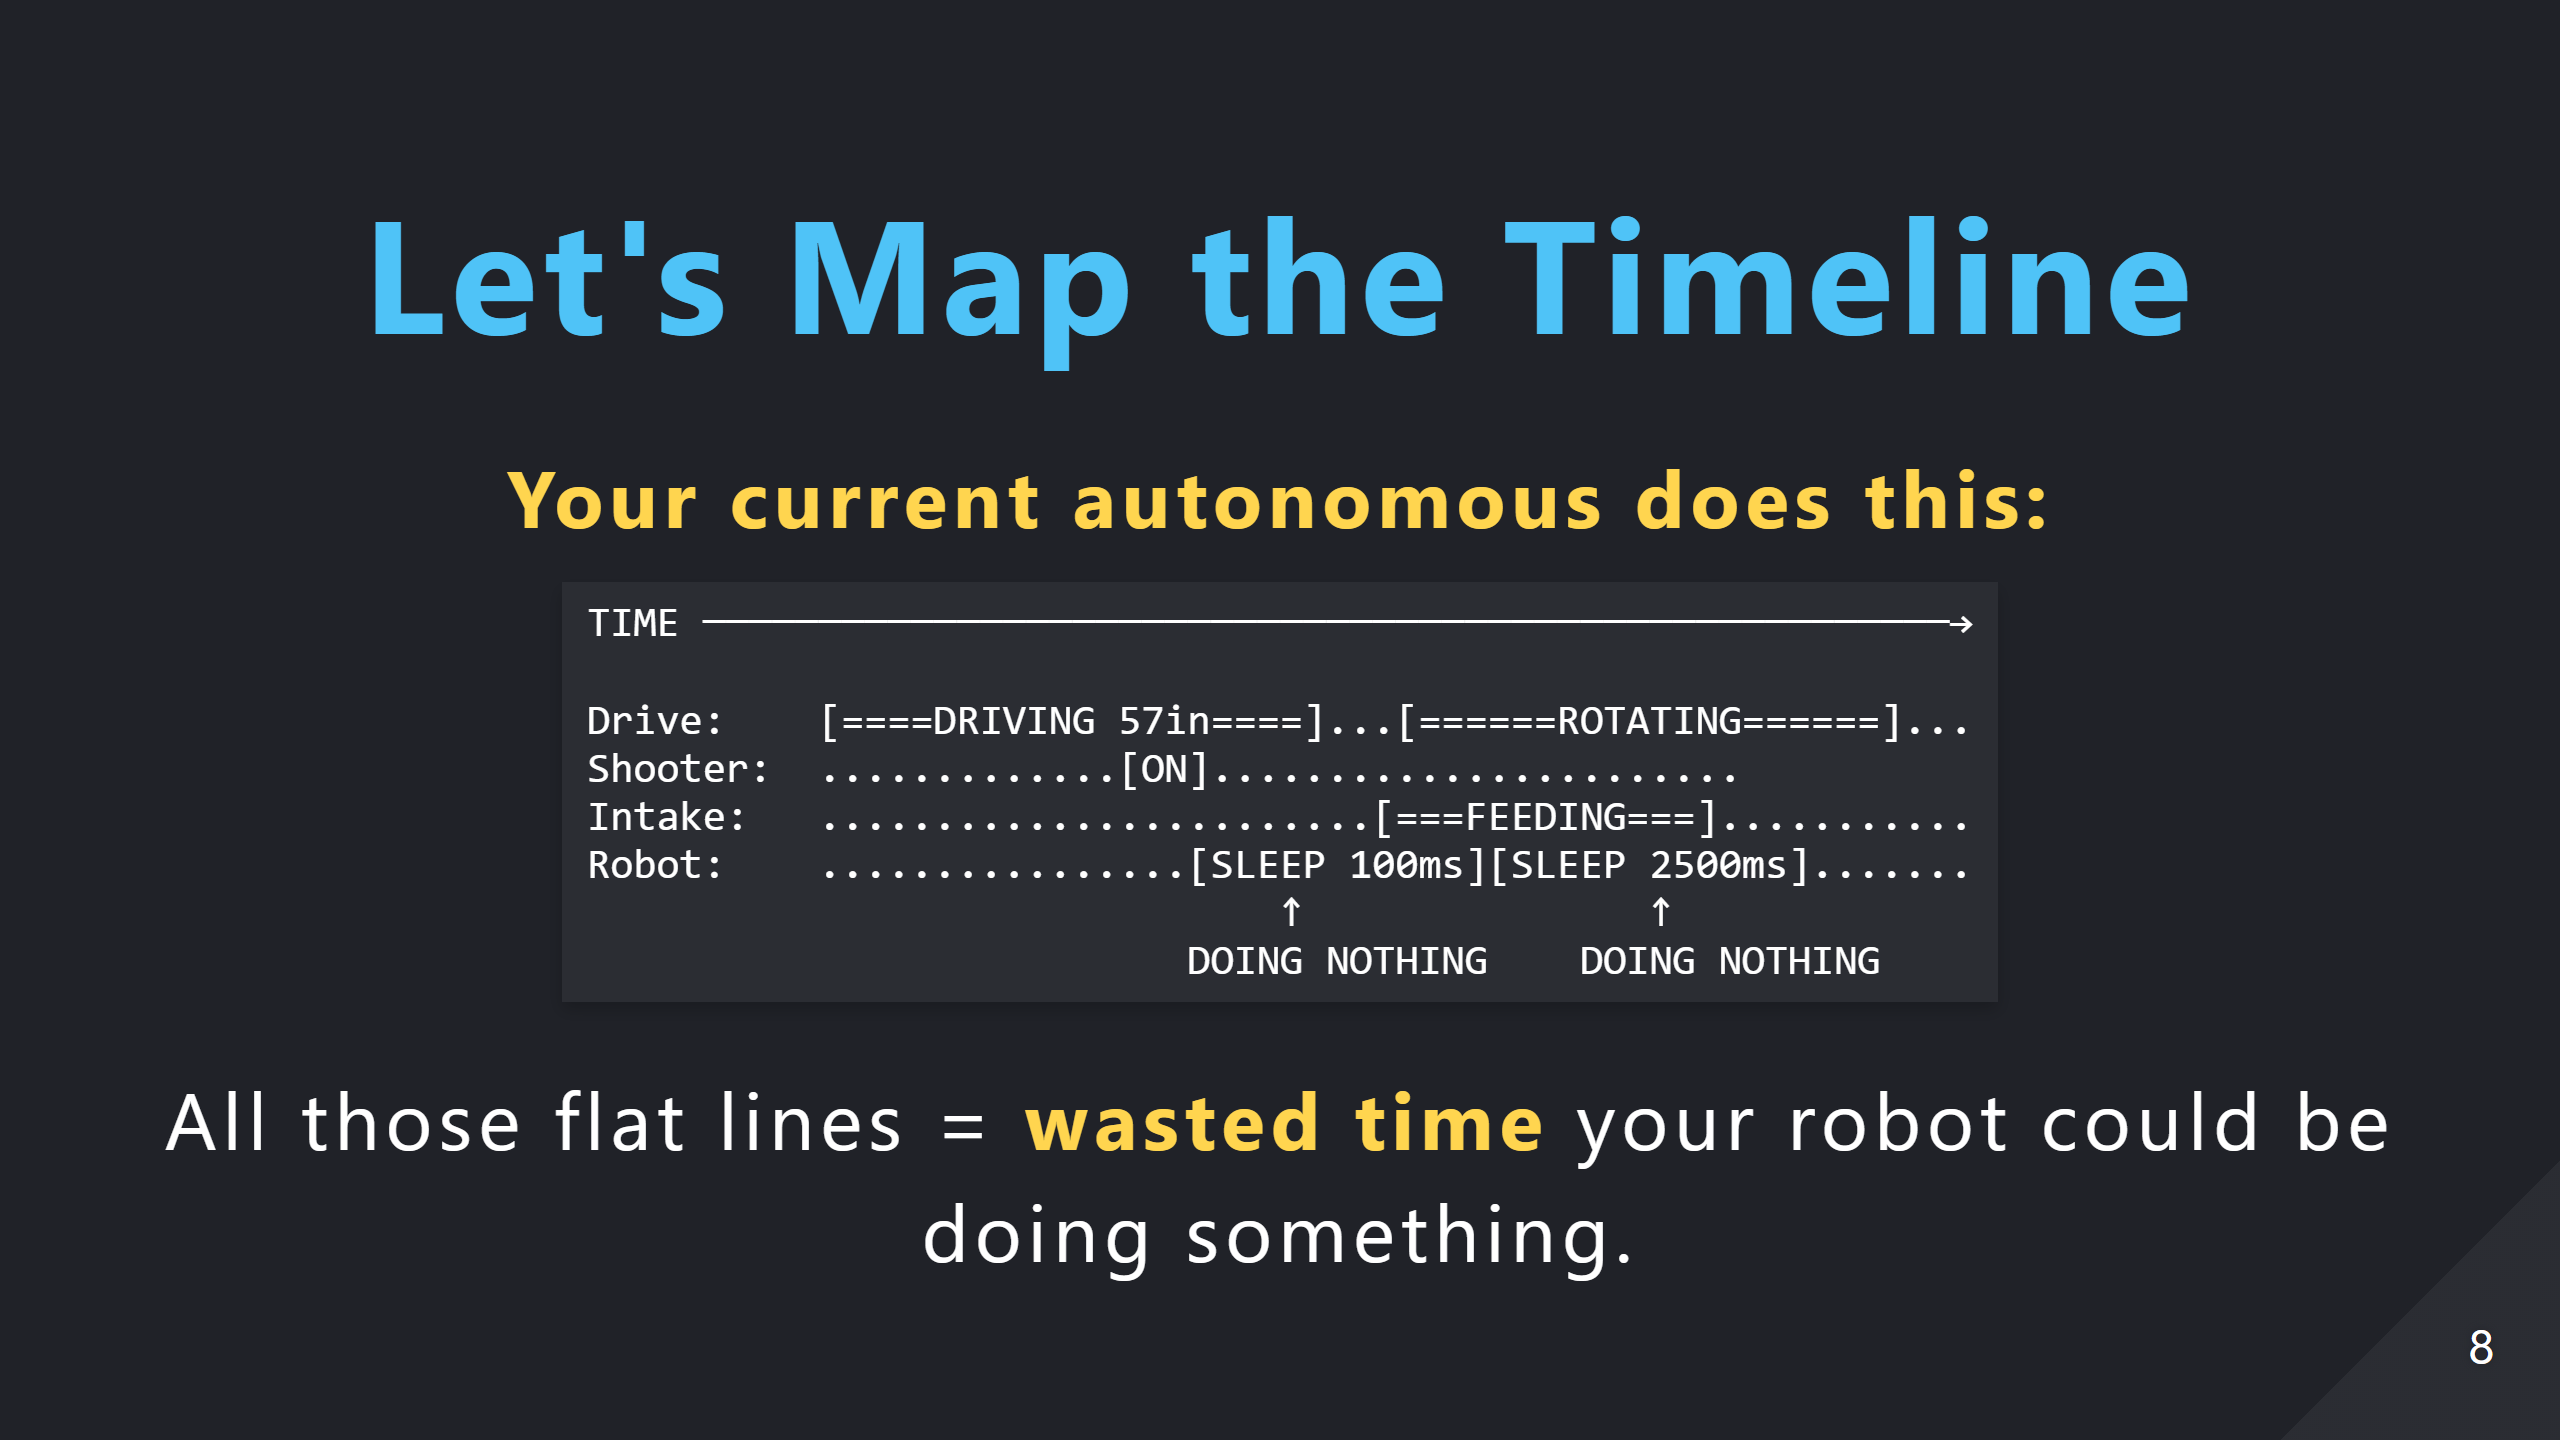 Let's Map the Timeline
Your current autonomous does this:
TIME ──────────────────────────────────────────────────────→
Drive:    [====DRIVING 57in====]...[======ROTATING======]...
Shooter:  .............[ON].......................
Intake:   ........................[===FEEDING===]...........
Robot:    ................[SLEEP 100ms][SLEEP 2500ms].......
↑               ↑
DOING NOTHING    DOING NOTHING
All those flat lines = wasted time your robot could be
doing something.
8